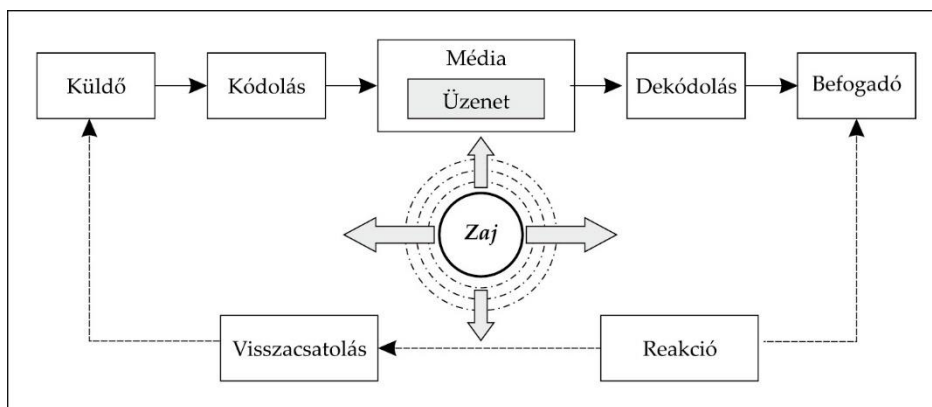 Küldő
Kódolás
Média
Üzenet
Dekódolás
Befogadó
Zaj
Visszacsatolás
Reakció